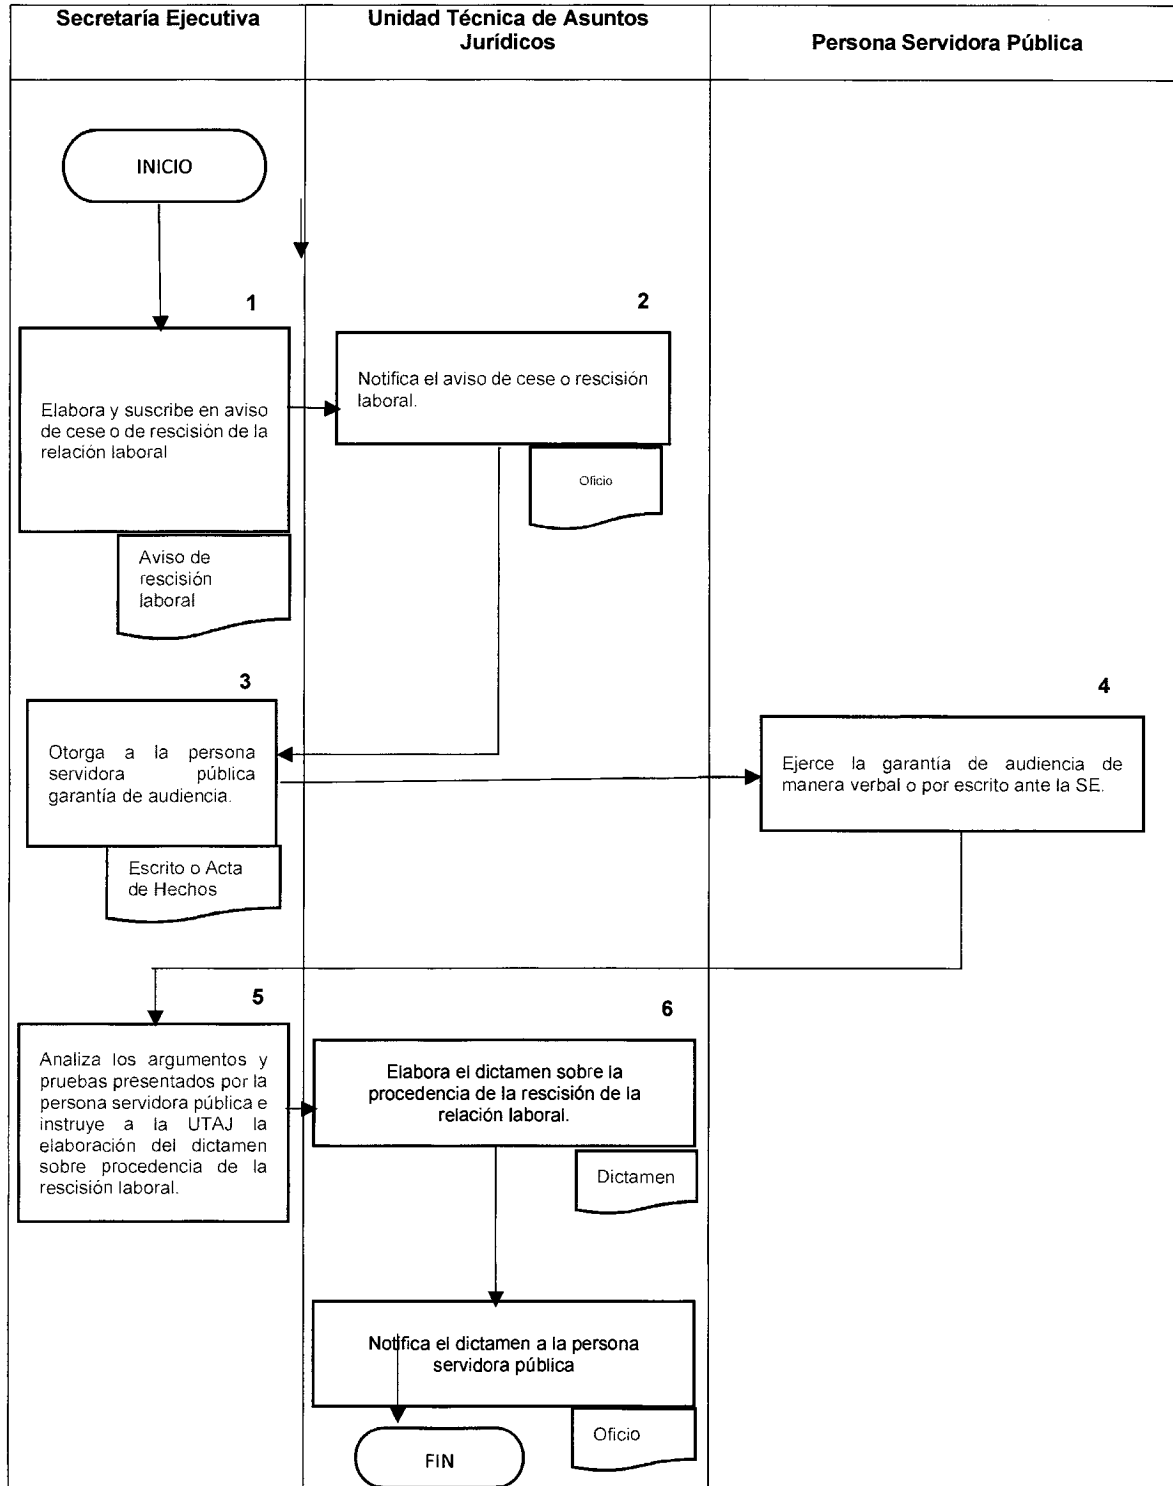 Secretaría Ejecutiva
Unidad Técnica de Asuntos
Jurídicos
Persona Servidora Pública
INICIO
1
Elabora y suscribe en aviso
de cese o de rescisión de la
relación laboral
Aviso de
rescisión
laboral
2
Notifica el aviso de cese o rescisión
laboral.
Oficio
3
Otorga a la persona
servidora pública
garantía de audiencia.
Escrito o Acta
de Hechos
4
Ejerce la garantía de audiencia de
manera verbal o por escrito ante la SE.
5
Analiza los argumentos y
pruebas presentados por la
persona servidora pública e
instruye a la UTAJ la
elaboración del dictamen
sobre procedencia de la
rescisión laboral.
6
Elabora el dictamen sobre la
procedencia de la rescisión de la
relación laboral.
Dictamen
Notifica el dictamen a la persona
servidora pública
Oficio
FIN